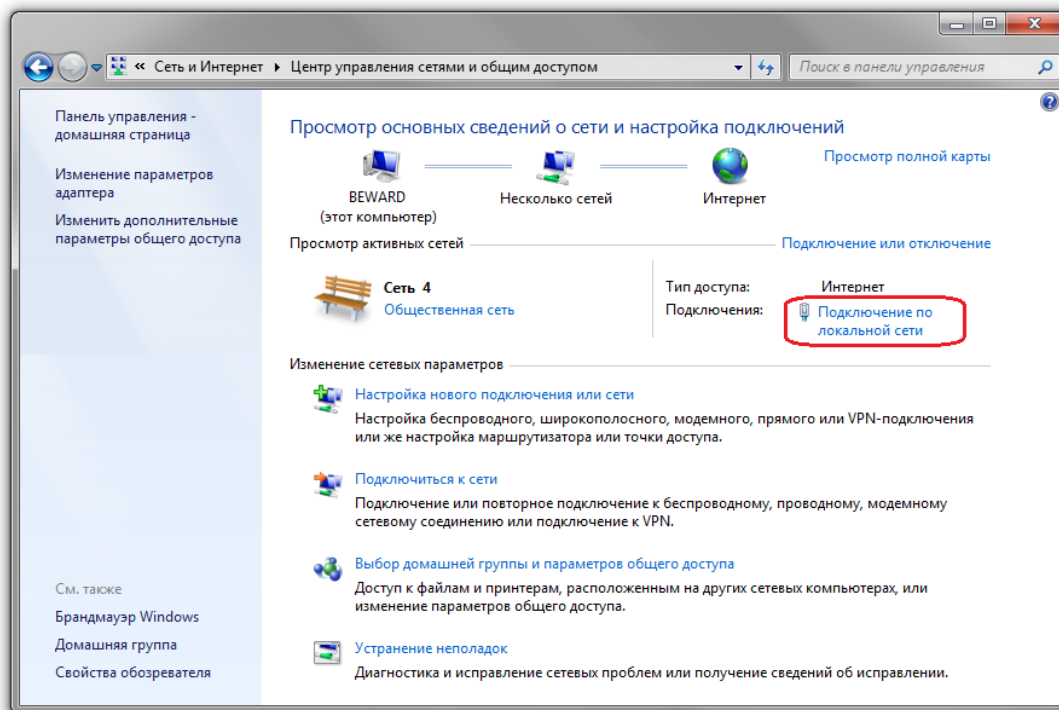 « Сеть и Интернет ▸ Центр управления сетями и общим доступом
Поиск в панели управления
Панель управления -
домашняя страница
Изменение параметров
адаптера
Изменить дополнительные
параметры общего доступа
См. также
Брандмауэр Windows
Домашняя группа
Свойства обозревателя
Просмотр основных сведений о сети и настройка подключений
Просмотр полной карты
BEWARD
(этот компьютер)
Несколько сетей
Интернет
Просмотр активных сетей
Подключение или отключение
Сеть 4
Общественная сеть
Тип доступа: Интернет
Подключения: Подключение по
локальной сети
Изменение сетевых параметров
Настройка нового подключения или сети
Настройка беспроводного, широкополосного, модемного, прямого или VPN-подключения
или же настройка маршрутизатора или точки доступа.
Подключиться к сети
Подключение или повторное подключение к беспроводному, проводному, модемному
сетевому соединению или подключение к VPN.
Выбор домашней группы и параметров общего доступа
Доступ к файлам и принтерам, расположенным на других сетевых компьютерах, или
изменение параметров общего доступа.
Устранение неполадок
Диагностика и исправление сетевых проблем или получение сведений об исправлении.